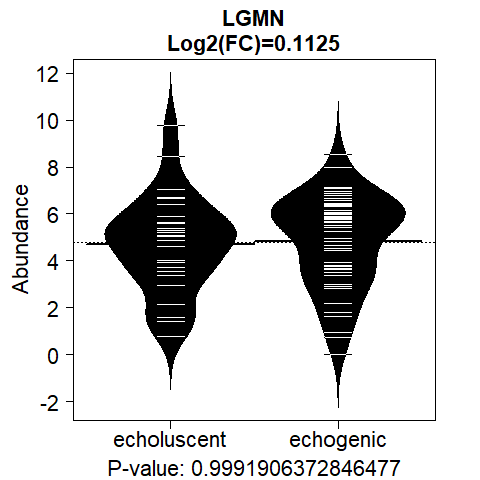 LGMN
Log2(FC)=0.1125
12
10
8
6
4
2
0
-2
Abundance
echoluscent echogenic
P-value: 0.9991906372846477